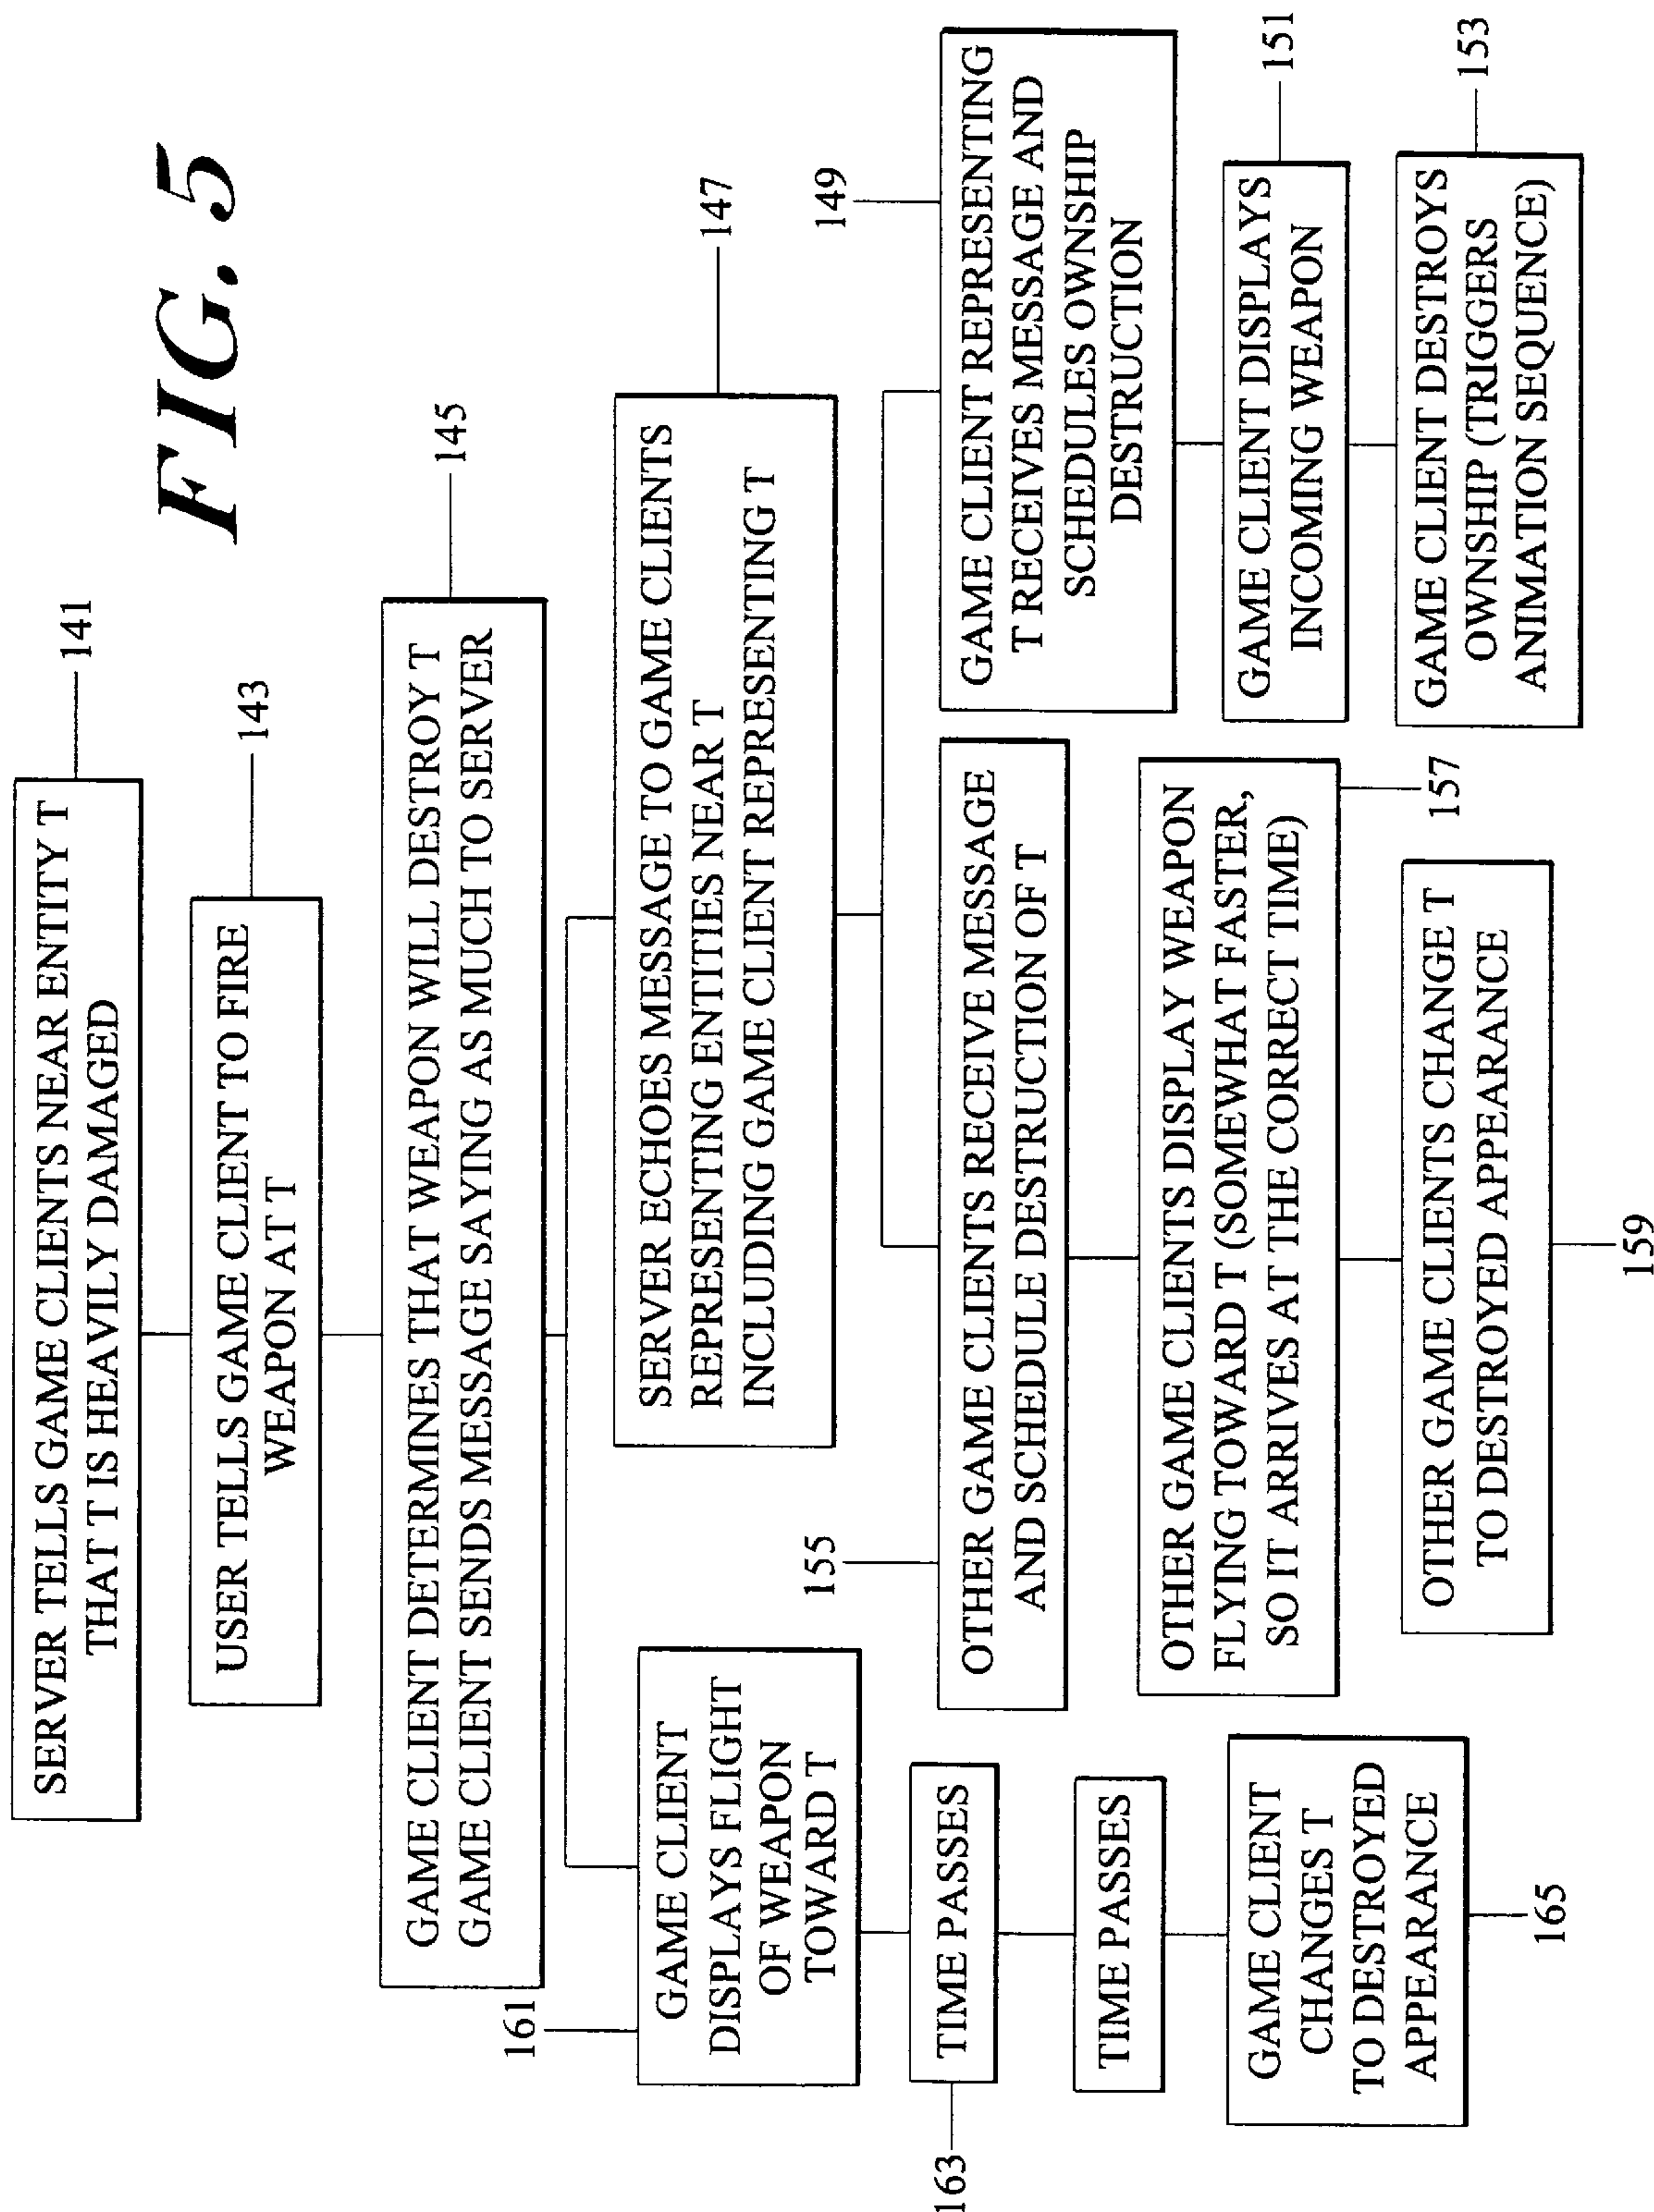 FIG. 5
SERVER TELLS GAME CLIENTS NEAR ENTITY T
THAT T IS HEAVILY DAMAGED
141
USER TELLS GAME CLIENT TO FIRE
WEAPON AT T
143
GAME CLIENT DETERMINES THAT WEAPON WILL DESTROY T
GAME CLIENT SENDS MESSAGE SAYING AS MUCH TO SERVER
145
161
GAME CLIENT
DISPLAYS FLIGHT
OF WEAPON
TOWARD T
163
TIME PASSES
TIME PASSES
GAME CLIENT
CHANGES T
TO DESTROYED
APPEARANCE
165
SERVER ECHOES MESSAGE TO GAME CLIENTS
REPRESENTING ENTITIES NEAR T
INCLUDING GAME CLIENT REPRESENTING T
147
155
OTHER GAME CLIENTS RECEIVE MESSAGE
AND SCHEDULE DESTRUCTION OF T
OTHER GAME CLIENTS DISPLAY WEAPON
FLYING TOWARD T (SOMEWHAT FASTER,
SO IT ARRIVES AT THE CORRECT TIME)
157
OTHER GAME CLIENTS CHANGE T
TO DESTROYED APPEARANCE
159
149
GAME CLIENT REPRESENTING
T RECEIVES MESSAGE AND
SCHEDULES OWNSHIP
DESTRUCTION
GAME CLIENT DISPLAYS
INCOMING WEAPON
151
GAME CLIENT DESTROYS
OWNSHIP (TRIGGERS
ANIMATION SEQUENCE)
153